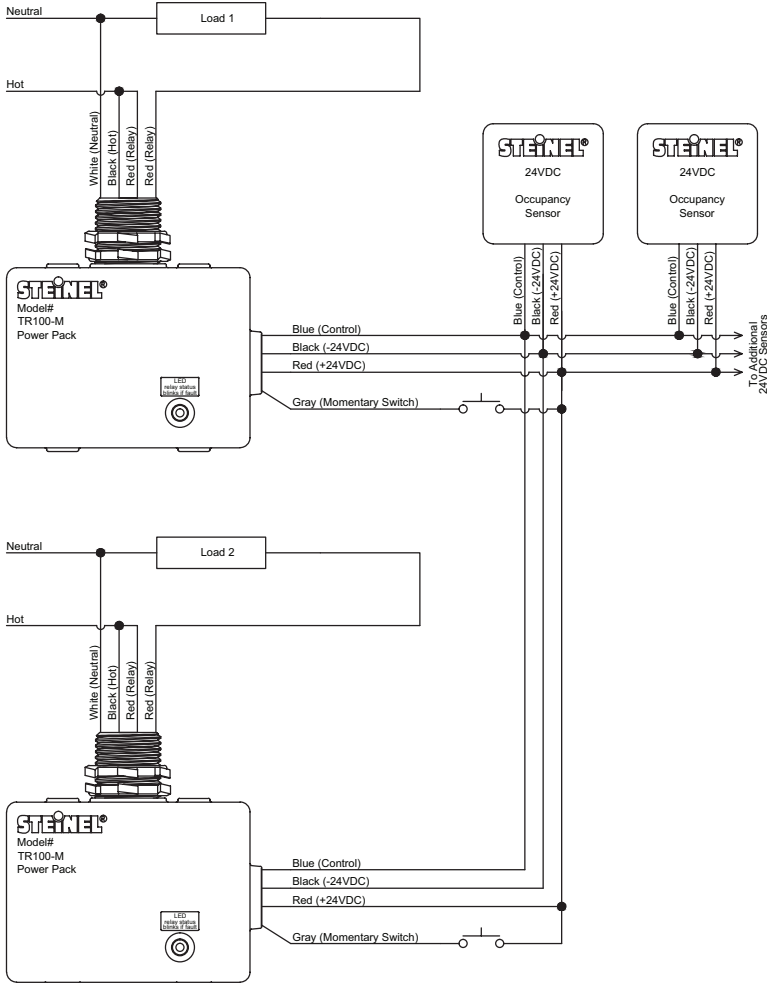 Neutral
Load 1
Hot
White (Neutral)
Black (Hot)
Red (Relay)
Red (Relay)
STEINEL®
Model#
TR100-M
Power Pack
LED
relay status
blinks if fault
STEINEL®
24VDC
Occupancy
Sensor
Blue (Control)
Black (-24VDC)
Red (+24VDC)
STEINEL®
24VDC
Occupancy
Sensor
Blue (Control)
Black (-24VDC)
Red (+24VDC)
Blue (Control)
Black (-24VDC)
Red (+24VDC)
Gray (Momentary Switch)
To Additional
24VDC Sensors
Neutral
Load 2
Hot
White (Neutral)
Black (Hot)
Red (Relay)
Red (Relay)
STEINEL®
Model#
TR100-M
Power Pack
LED
relay status
blinks if fault
Blue (Control)
Black (-24VDC)
Red (+24VDC)
Gray (Momentary Switch)